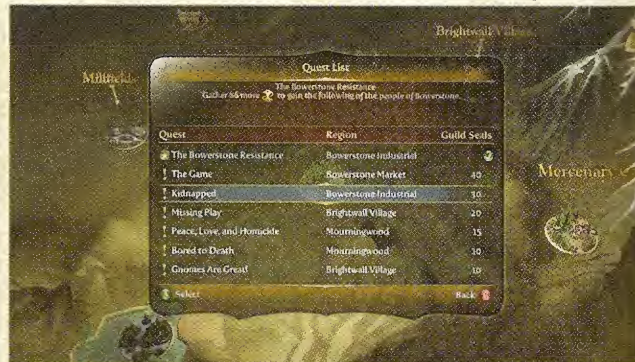 Brightwall Village
Millfields
Quest List
The Bowerstone Resistance
Gather 86 more to gain the following of the people of Bowerstone.
Quest Region Guild Seals
The Bowerstone Resistance Bowerstone Industrial
! The Game Bowerstone Market 40
! Kidnapped Bowerstone Industrial 30
! Missing Play Brightwall Village 20
! Peace, Love, and Homicide Mourningwood 15
! Bored to Death Mourningwood 10
! Gnomes Are Great! Brightwall Village 10
Mercenary
Select Back